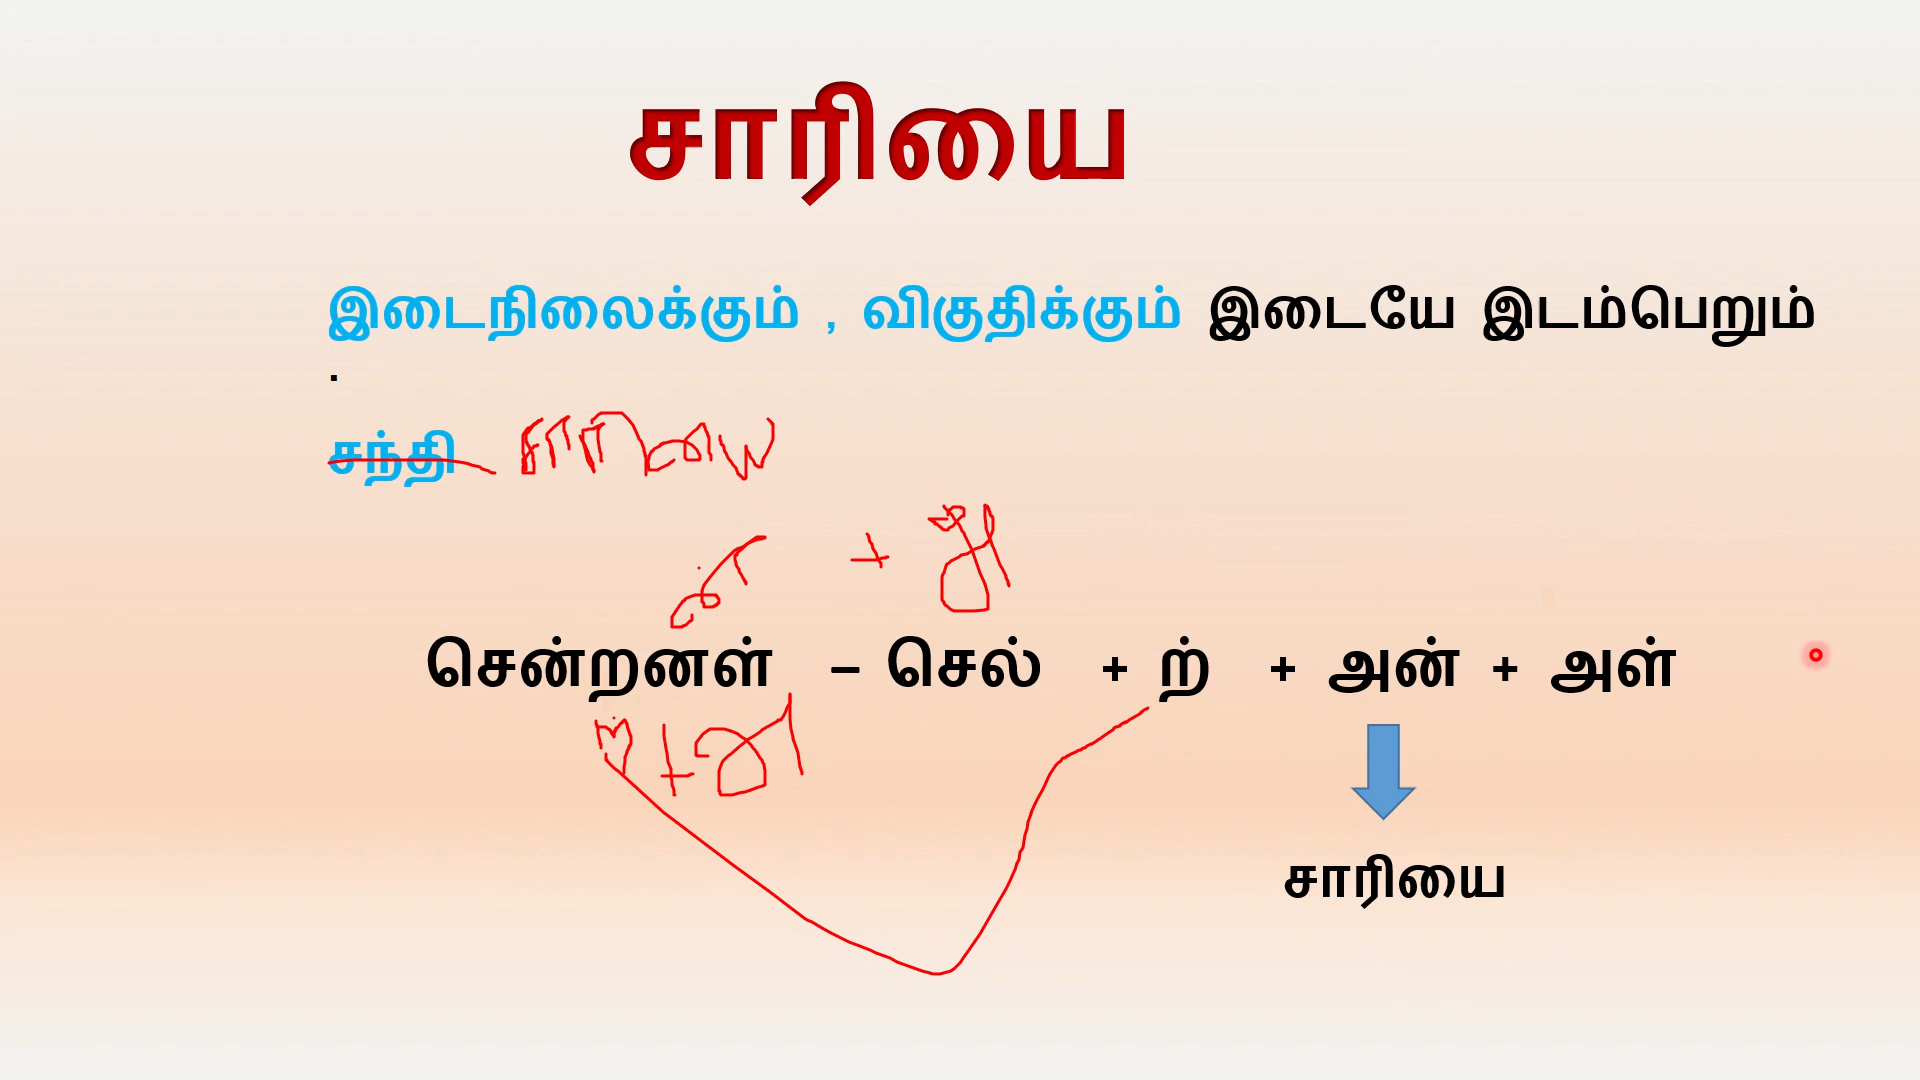 சாரியை
இடைநிலைக்கும் , விகுதிக்கும் இடையே இடம்பெறும்
.
சந்தி சாரியை
சென்றனள் – செல் + ற் + அன் + அள்
சாரியை